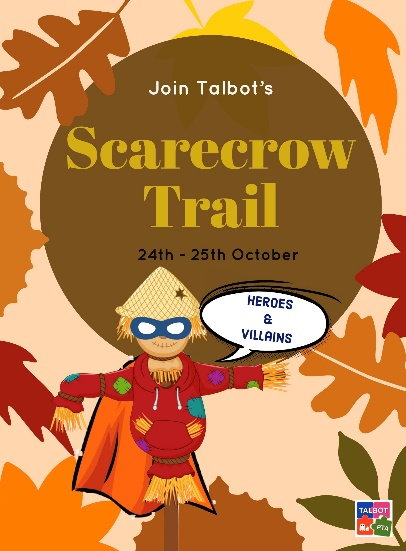 Join Talbot's
Scarecrow
Trail
24th - 25th October
HEROES
&
VILLAINS
TALBOT
PTA